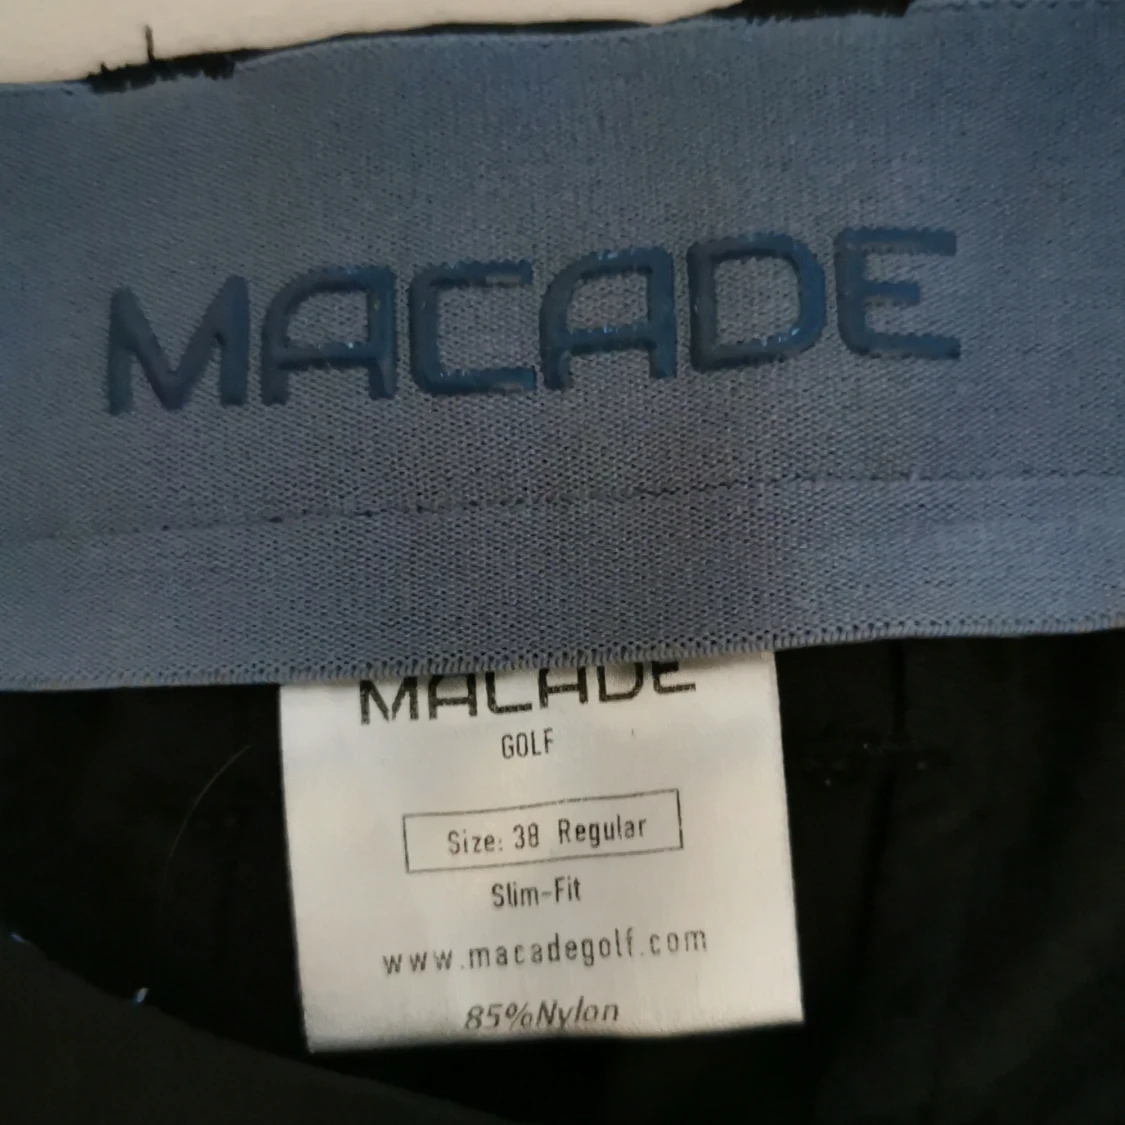 MACADE
MACADE
GOLF
Size: 38 Regular
Slim-Fit
www.macadegolf.com
85%Nylon